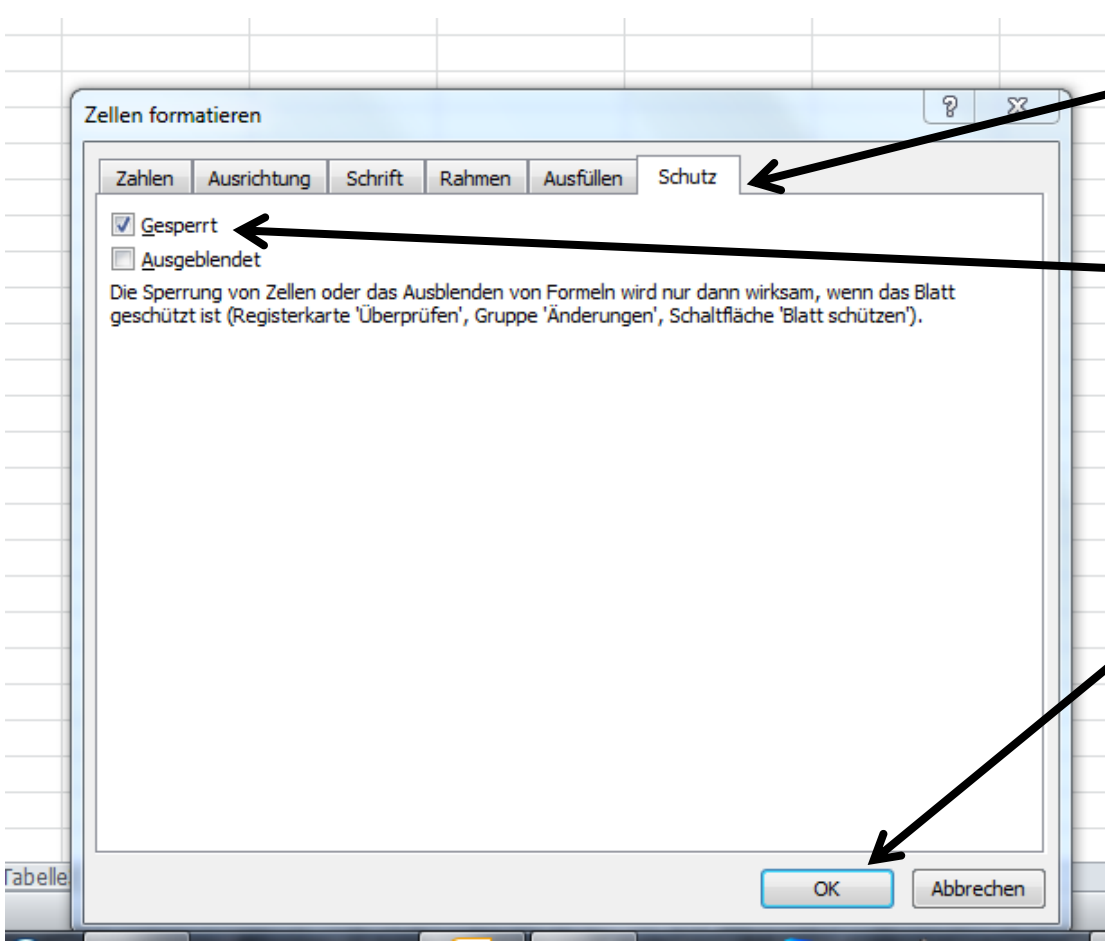 Zellen formatieren
Zahlen Ausrichtung Schrift Rahmen Ausfüllen Schutz
Gesperrt
Ausgeblendet
Die Sperrung von Zellen oder das Ausblenden von Formeln wird nur dann wirksam, wenn das Blatt
geschützt ist (Registerkarte 'Überprüfen', Gruppe 'Änderungen', Schaltfläche 'Blatt schützen').
Tabelle
OK Abbrechen